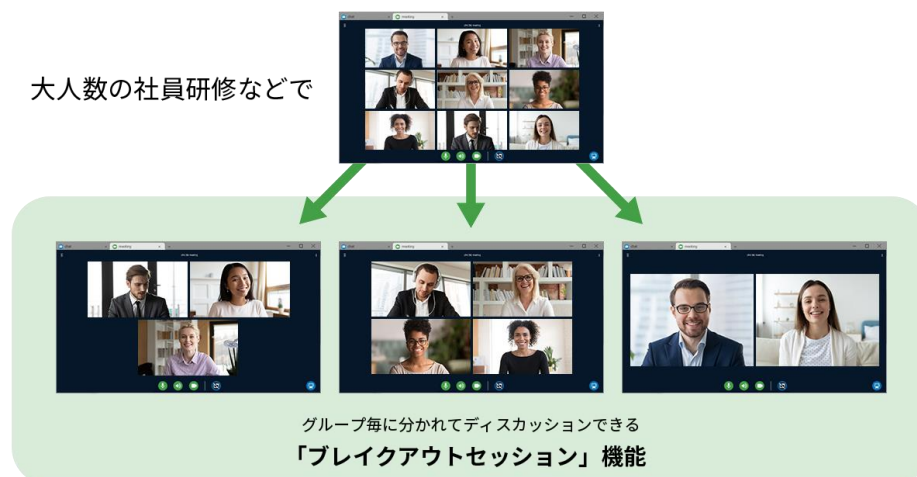 大人数の社員研修などで
グループ毎に分かれてディスカッションできる
「ブレイクアウトセッション」機能